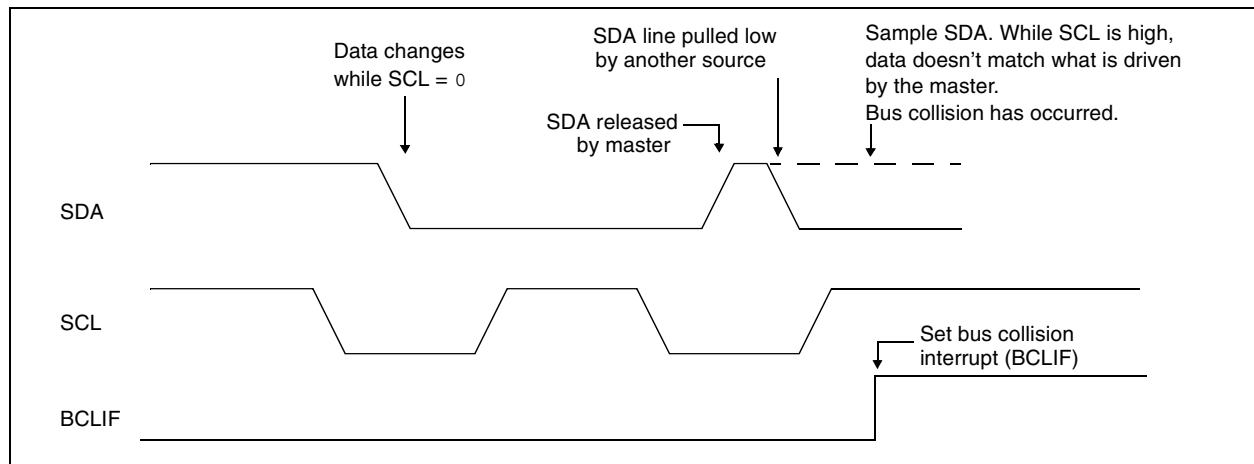 Data changes
while SCL = 0
SDA line pulled low
by another source
Sample SDA. While SCL is high,
data doesn't match what is driven
by the master.
Bus collision has occurred.
SDA released
by master
SDA
SCL
Set bus collision
interrupt (BCLIF)
BCLIF